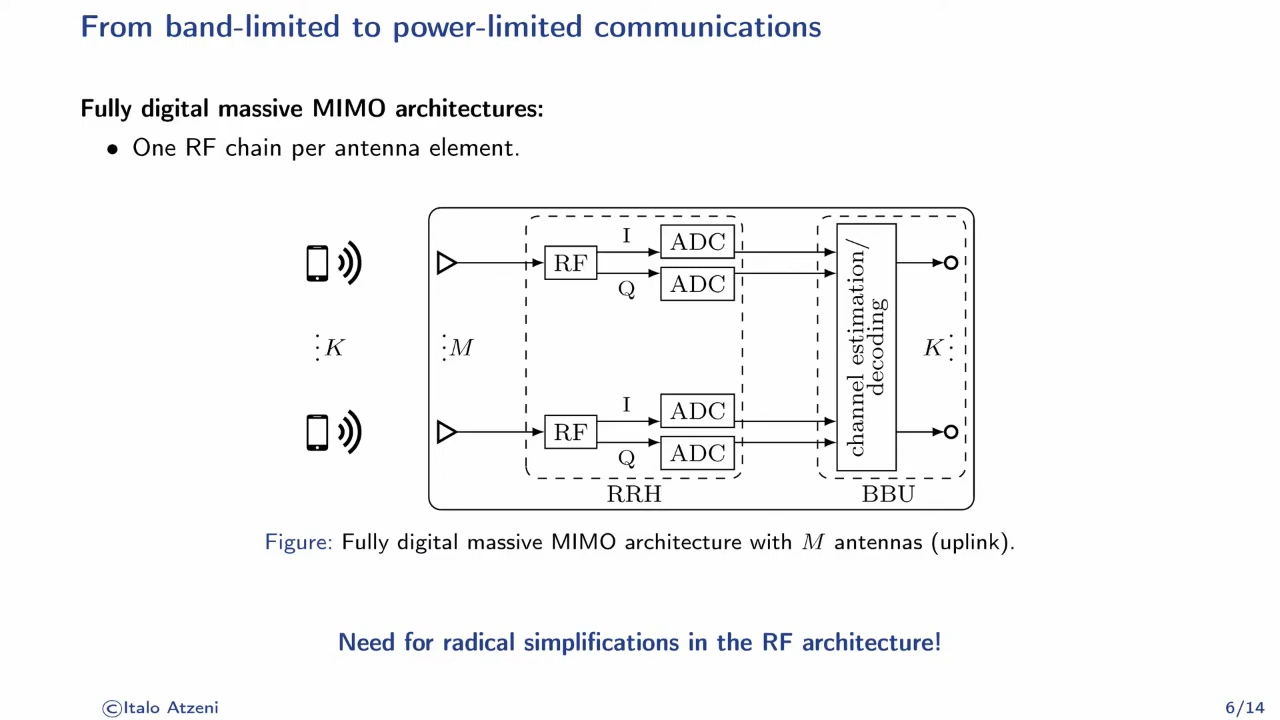 From band-limited to power-limited communications
Fully digital massive MIMO architectures:
• One RF chain per antenna element.
I
ADC
RF
Q
ADC
⋮ K
⋮ M
channel estimation/
decoding
K ⋮
I
ADC
RF
Q
ADC
RRH
BBU
Figure: Fully digital massive MIMO architecture with M antennas (uplink).
Need for radical simplifications in the RF architecture!
©Italo Atzeni
6/14